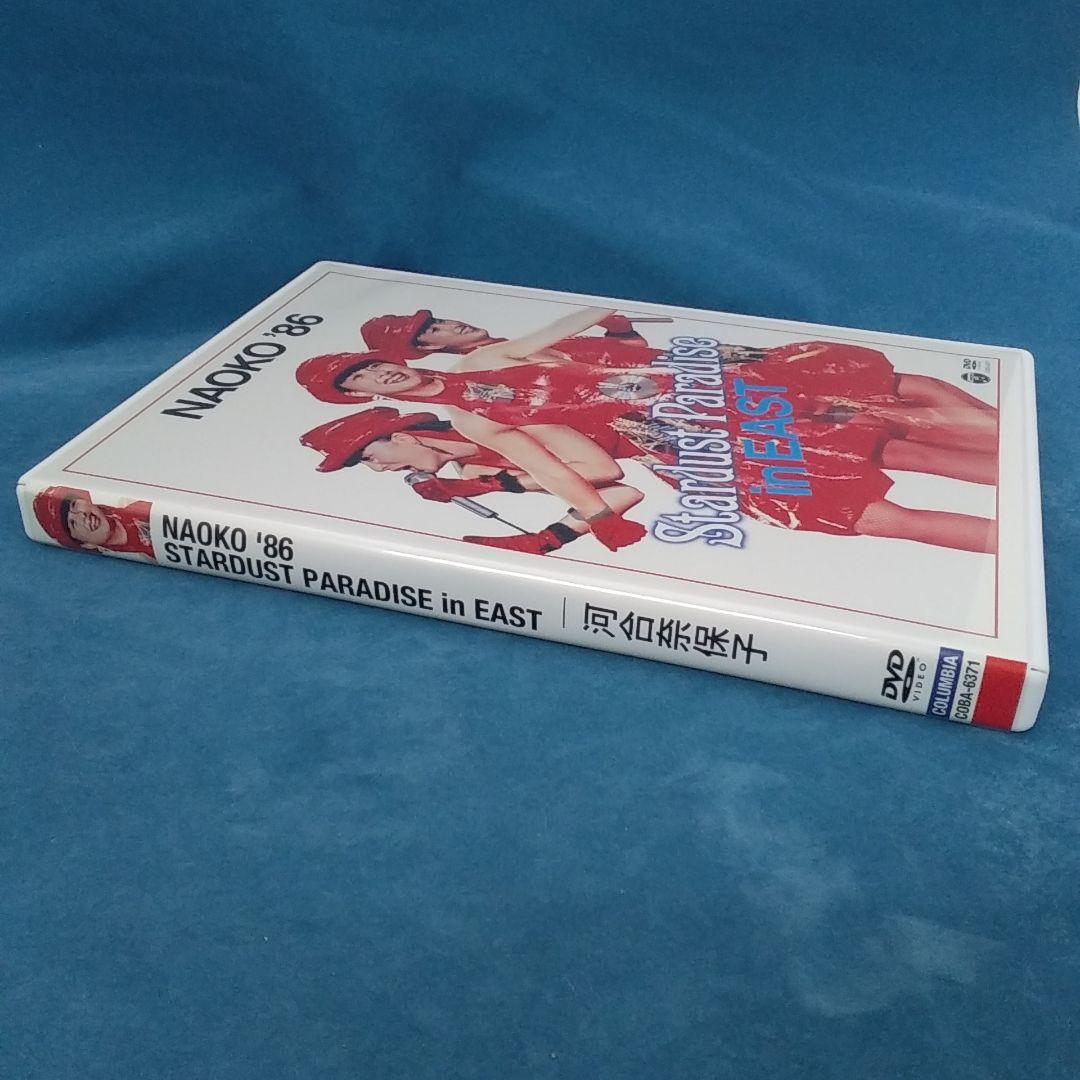 NAOKO '86
Stardust Paradise
in EAST
NAOKO '86
STARDUST PARADISE in EAST
河合奈保子
DVD
VIDEO
COLUMBIA
COBA-6371